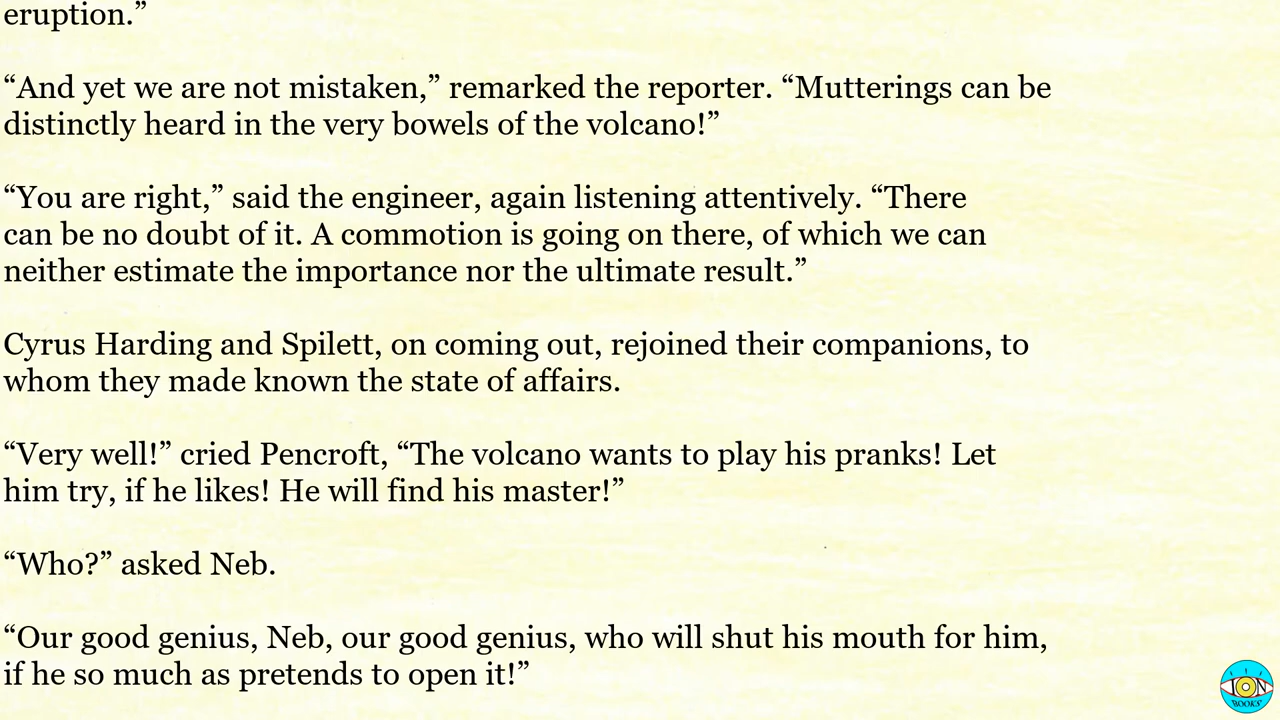 eruption.”
“And yet we are not mistaken,” remarked the reporter. “Mutterings can be
distinctly heard in the very bowels of the volcano!”
“You are right,” said the engineer, again listening attentively. “There
can be no doubt of it. A commotion is going on there, of which we can
neither estimate the importance nor the ultimate result.”
Cyrus Harding and Spilett, on coming out, rejoined their companions, to
whom they made known the state of affairs.
“Very well!” cried Pencroft, “The volcano wants to play his pranks! Let
him try, if he likes! He will find his master!”
“Who?” asked Neb.
“Our good genius, Neb, our good genius, who will shut his mouth for him,
if he so much as pretends to open it!”
ION
BOOKS